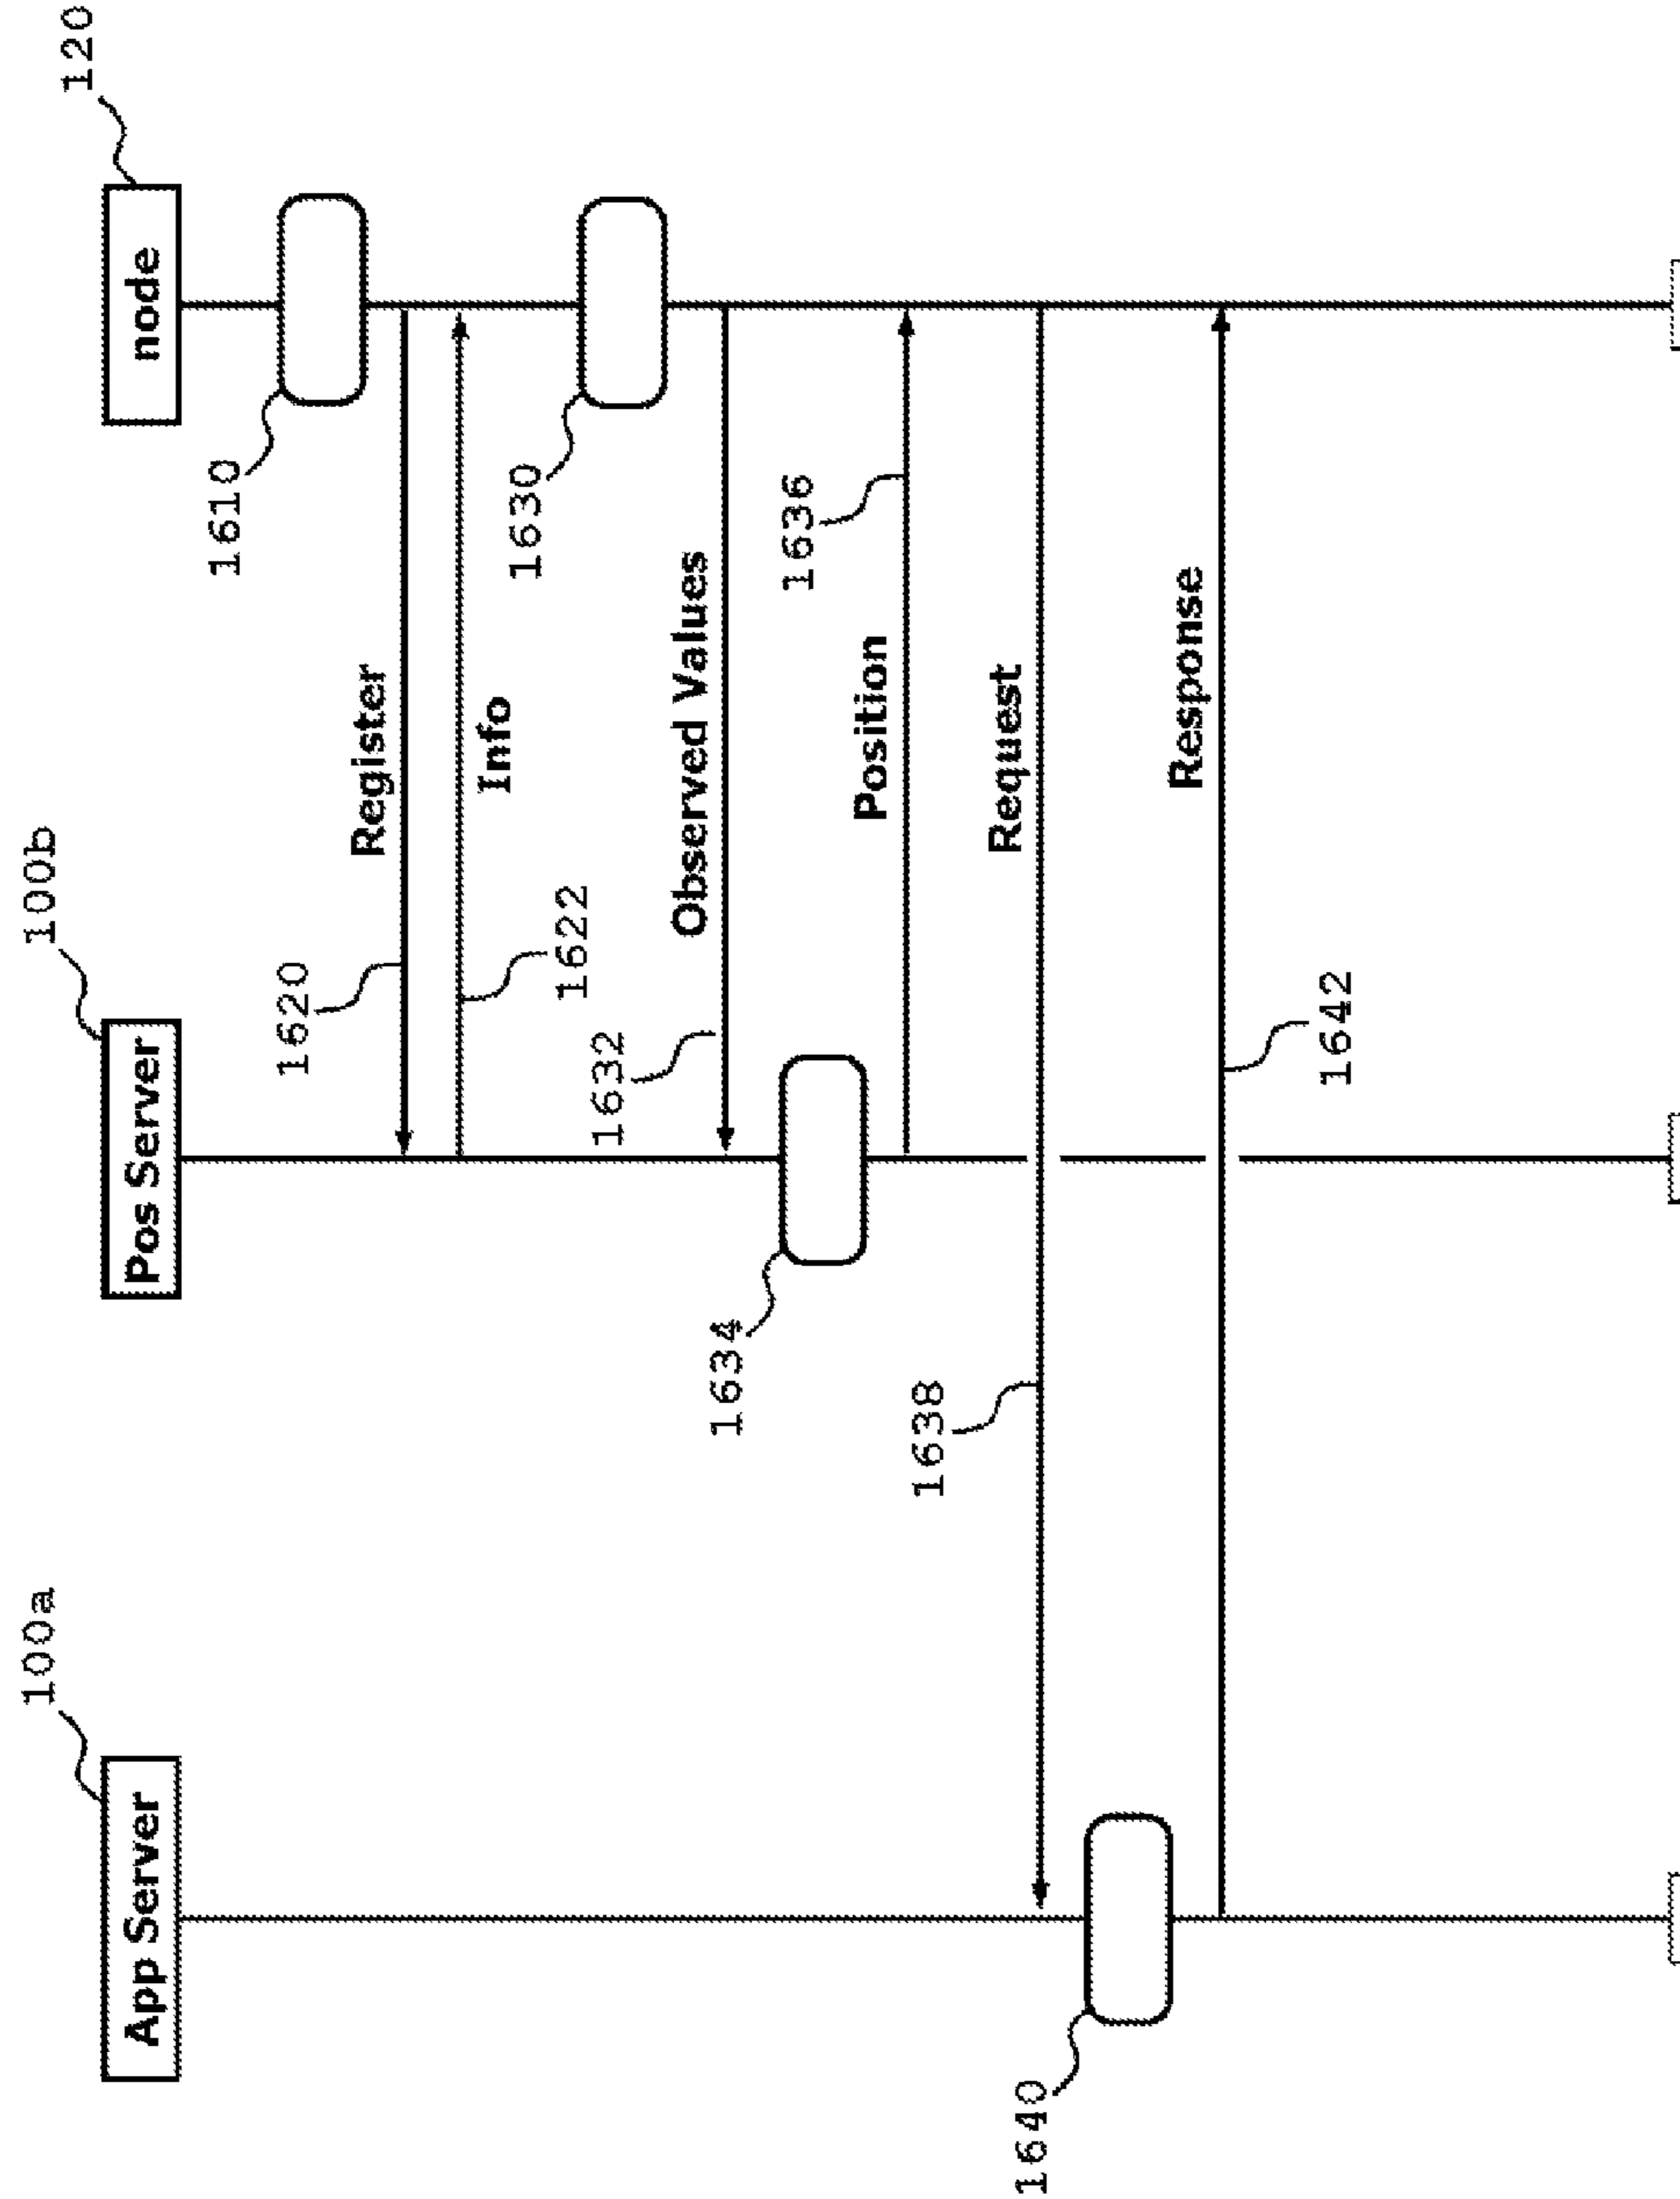 100a
100b
120
App Server
Pos Server
node
1610
Register
1620
Info
1622
1630
Observed Values
1632
1634
1636
Position
1638
Request
1640
Response
1642